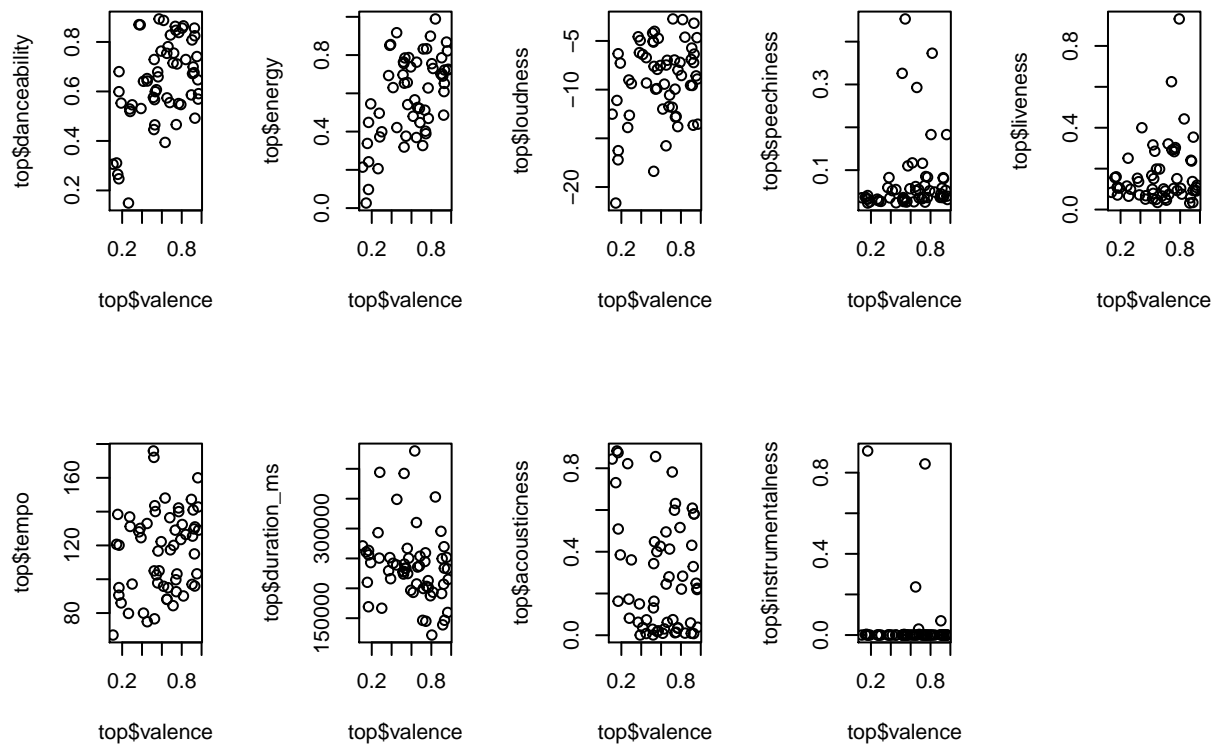 top$danceability
0.2 0.4 0.6 0.8
0.2 0.8
top$valence
top$energy
0.0 0.4 0.8
0.2 0.8
top$valence
top$loudness
−20 −10 −5
0.2 0.8
top$valence
top$speechiness
0.1 0.3
0.2 0.8
top$valence
top$liveness
0.0 0.4 0.8
0.2 0.8
top$valence
top$tempo
80 120 160
0.2 0.8
top$valence
top$duration_ms
150000 300000
0.2 0.8
top$valence
top$acousticness
0.0 0.4 0.8
0.2 0.8
top$valence
top$instrumentalness
0.0 0.4 0.8
0.2 0.8
top$valence